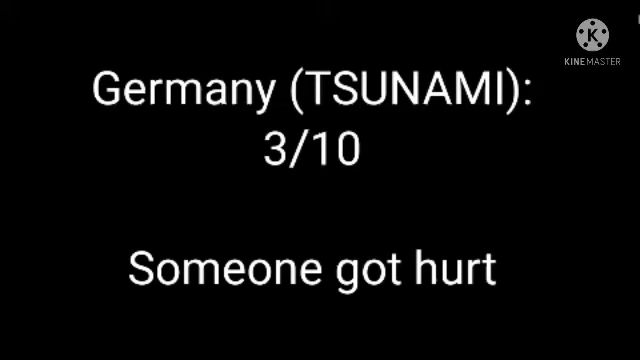 K
KINEMASTER
Germany (TSUNAMI):
3/10
Someone got hurt